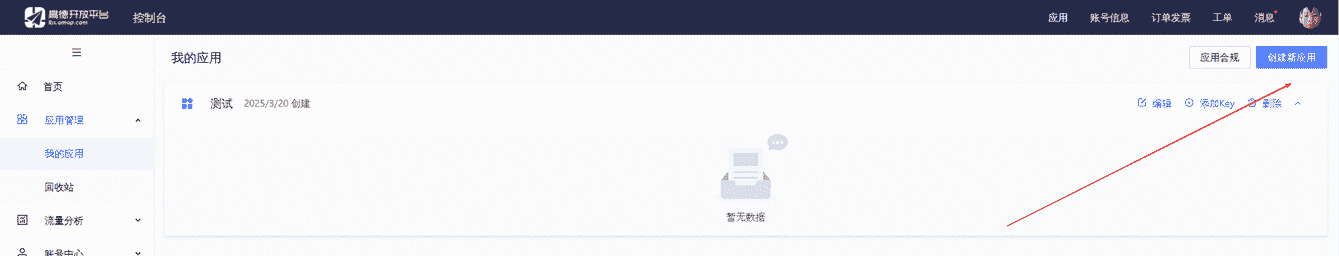 高德开放平台 控制台 应用 账号信息 订单发票 工单 消息
lbs.amap.com
我的应用 应用合规 创建新应用
首页
测试 2025/3/20 创建 编辑 添加Key 删除
应用管理
我的应用
回收站
暂无数据
流量分析
账号中心